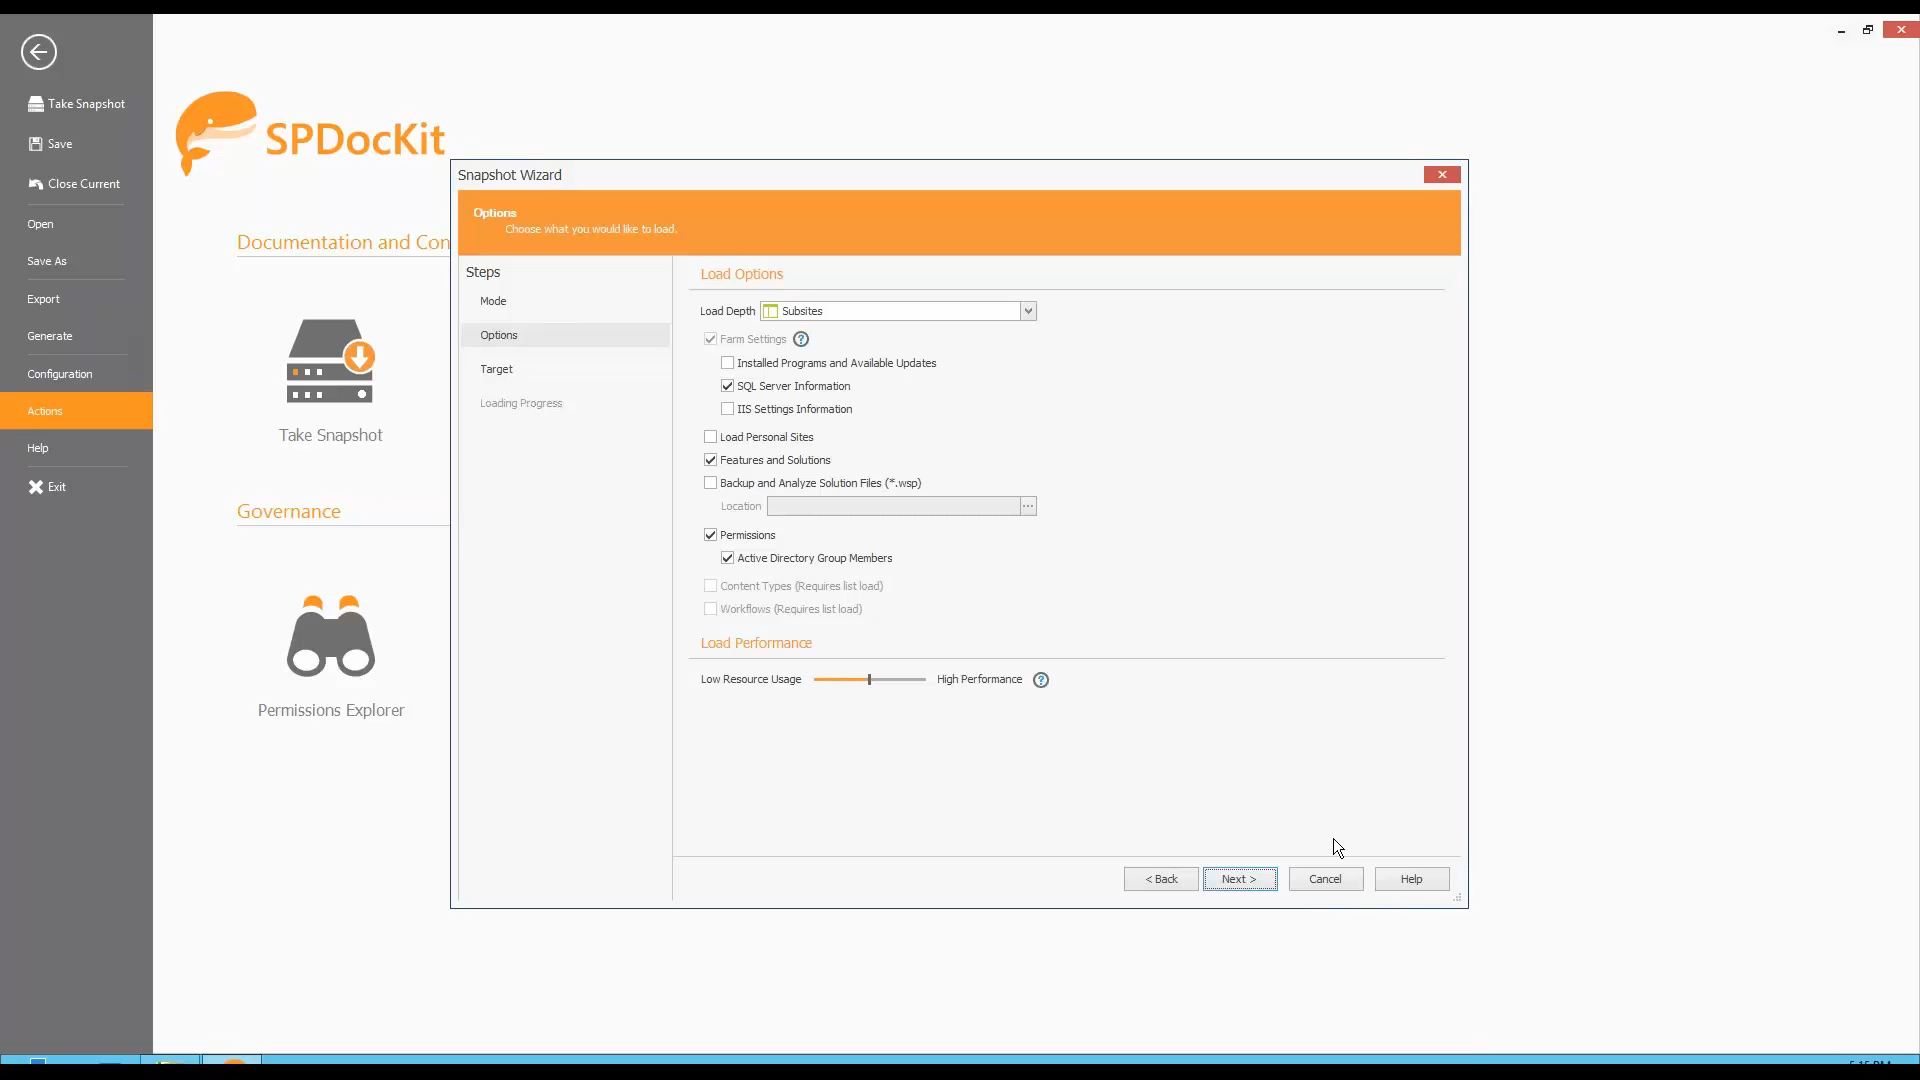 Take Snapshot
Save
Close Current
Open
Save As
Export
Generate
Configuration
Actions
Help
Exit
SPDocKit
Documentation and Con
Take Snapshot
Governance
Permissions Explorer
Snapshot Wizard
Options
Choose what you would like to load.
Steps
Mode
Options
Target
Loading Progress
Load Options
Load Depth Subsites
Farm Settings ?
Installed Programs and Available Updates
SQL Server Information
IIS Settings Information
Load Personal Sites
Features and Solutions
Backup and Analyze Solution Files (*.wsp)
Location ...
Permissions
Active Directory Group Members
Content Types (Requires list load)
Workflows (Requires list load)
Load Performance
Low Resource Usage High Performance ?
< Back Next > Cancel Help